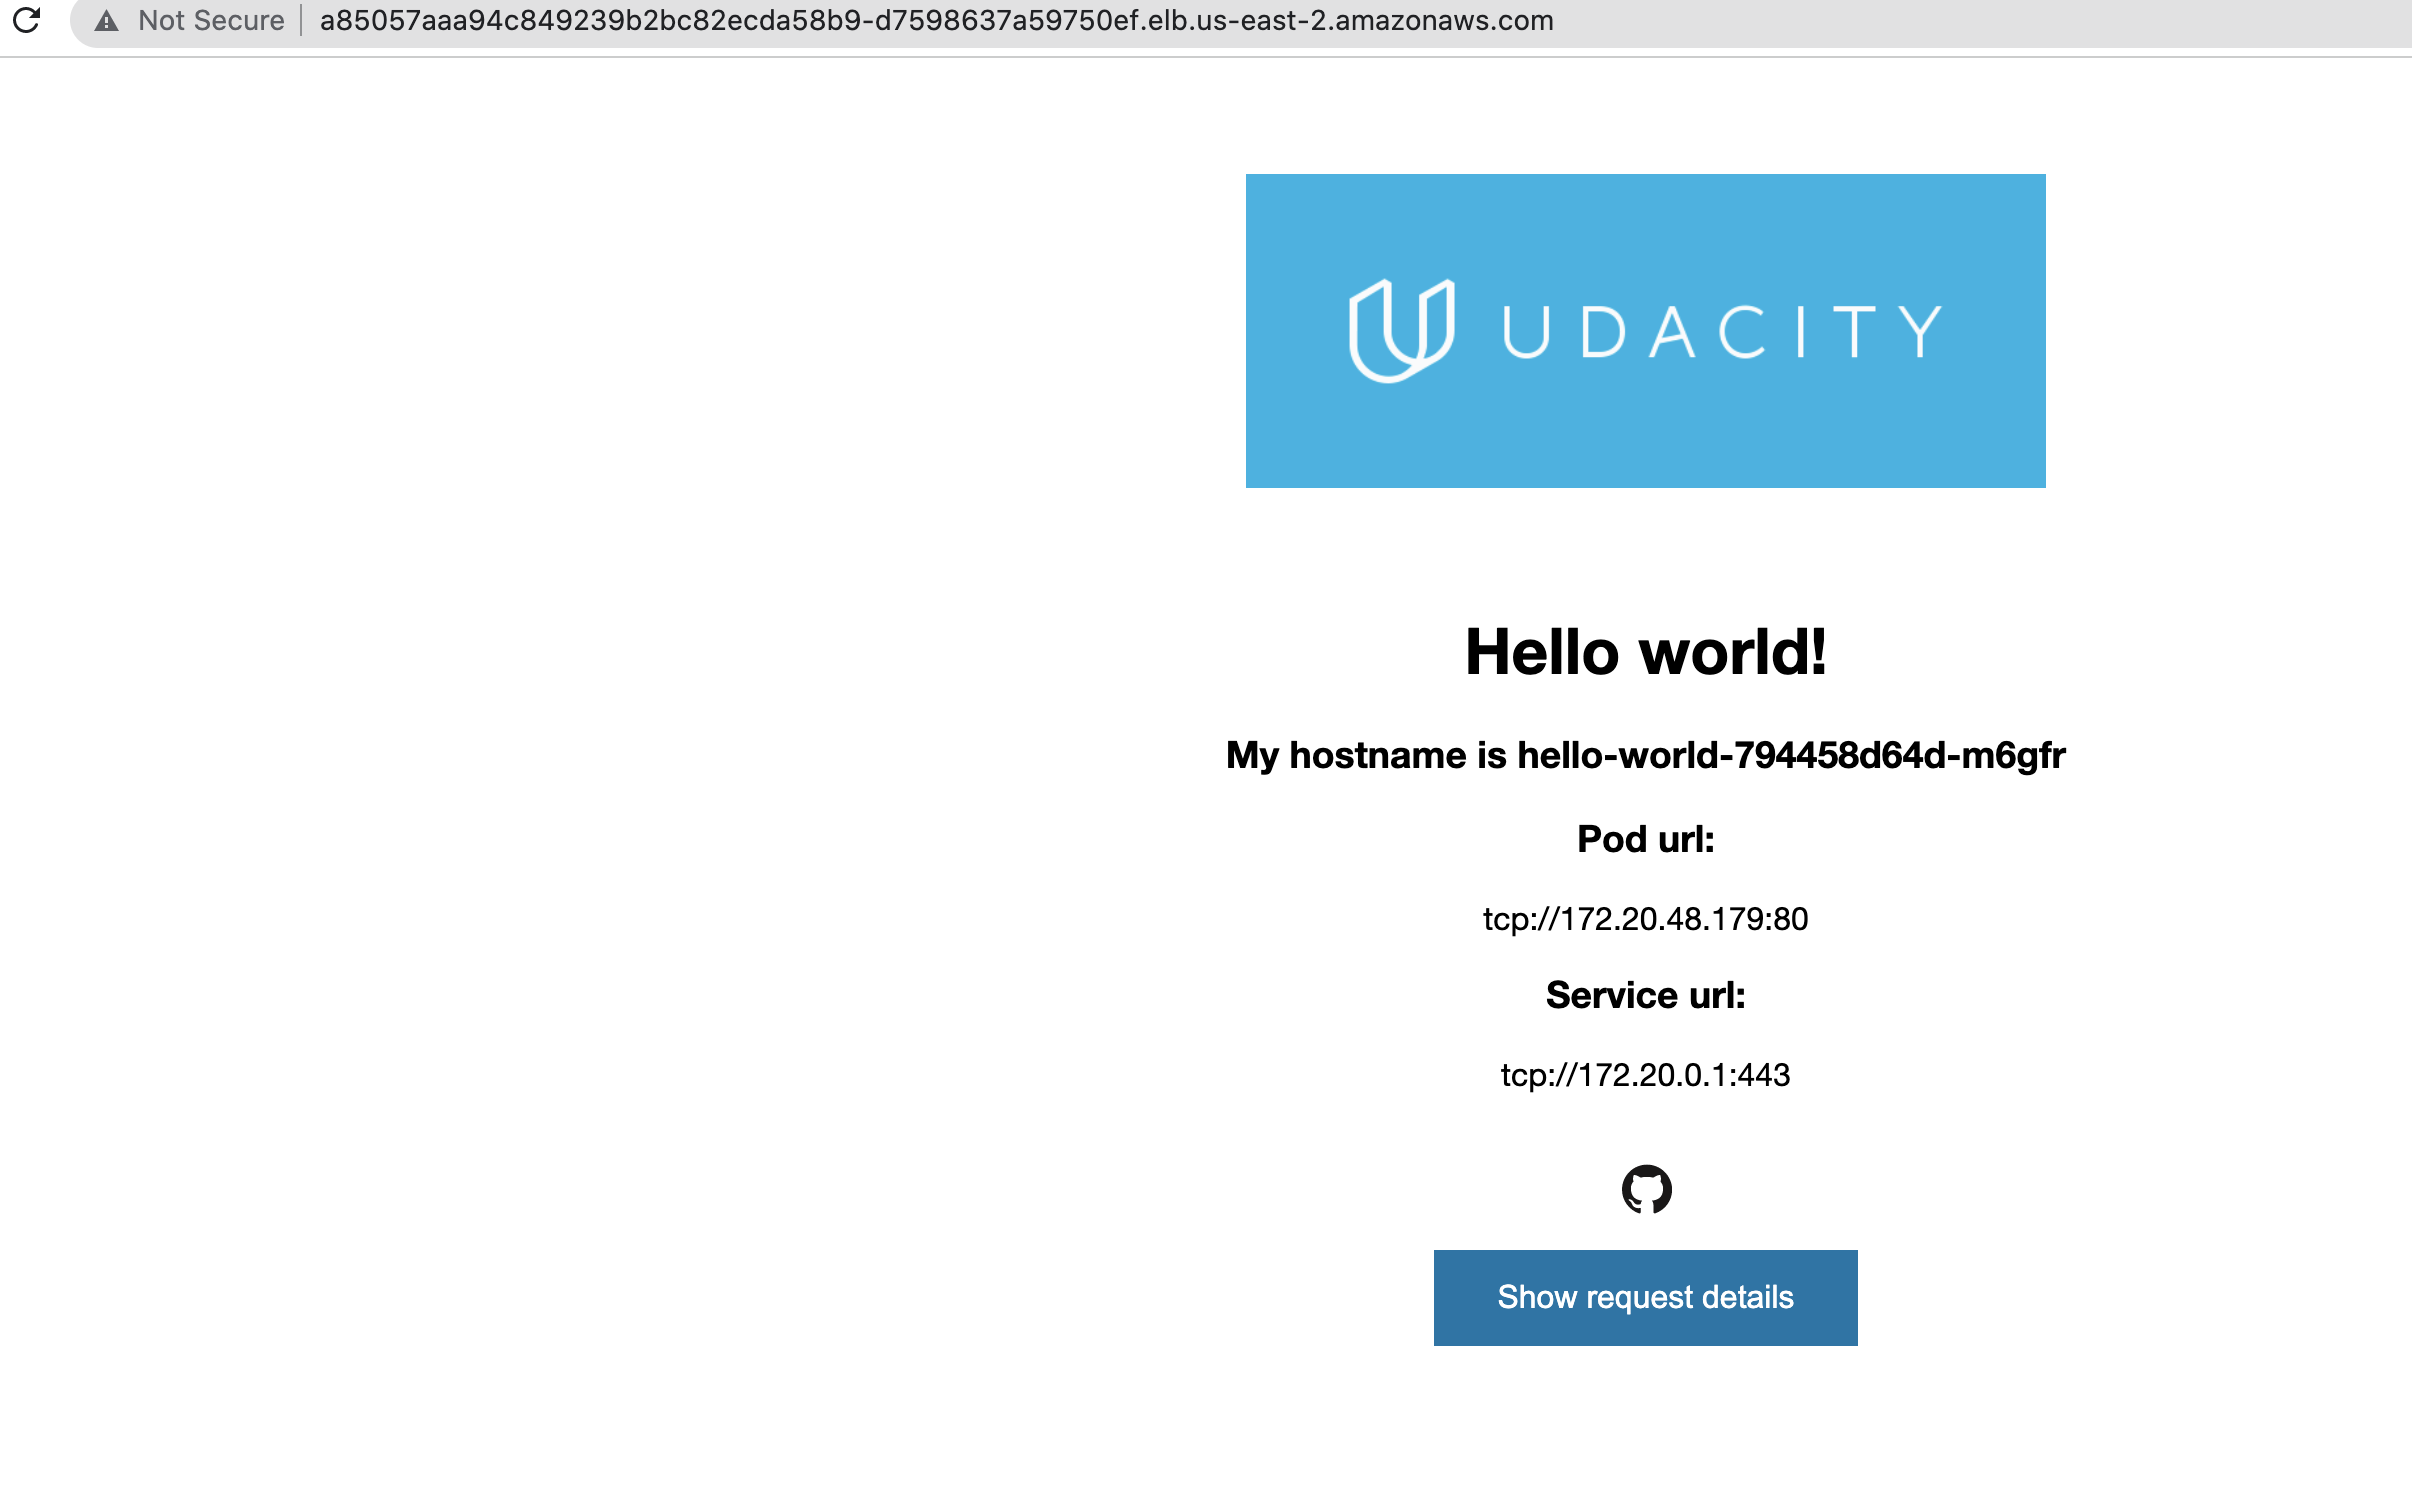 Not Secure
a85057aaa94c849239b2bc82ecda58b9-d7598637a59750ef.elb.us-east-2.amazonaws.com
UDACITY
Hello world!
My hostname is hello-world-794458d64d-m6gfr
Pod url:
tcp://172.20.48.179:80
Service url:
tcp://172.20.0.1:443
Show request details